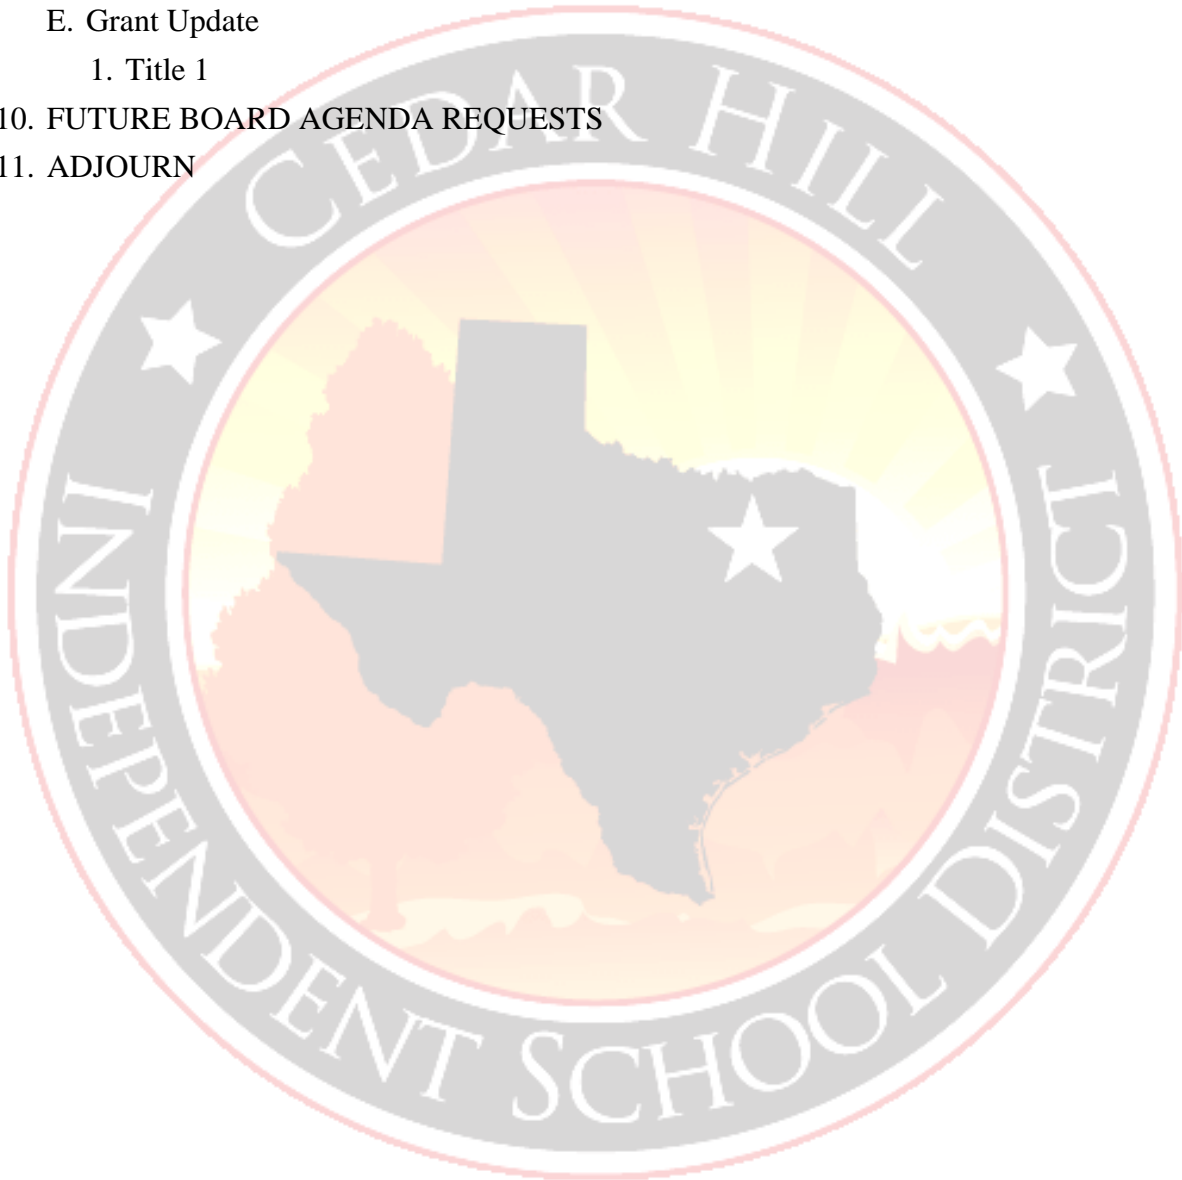 E. Grant Update
1. Title 1
10. FUTURE BOARD AGENDA REQUESTS
11. ADJOURN
CEDAR HILL
INDEPENDENT SCHOOL DISTRICT